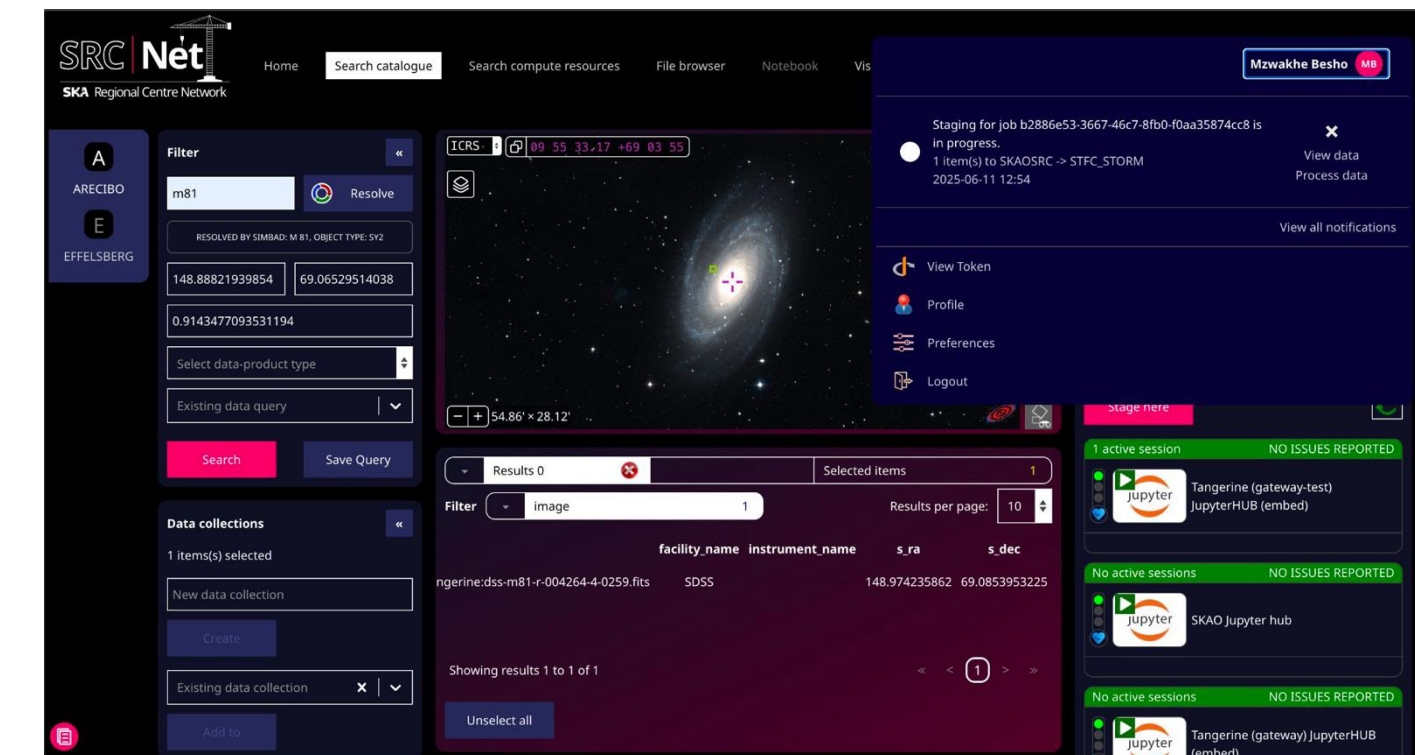 SRC Net
SKA Regional Centre Network
Home
Search catalogue
Search compute resources
File browser
Notebook
Vis
Mzwakhe Besho MB
Staging for job b2886e53-3667-46c7-8fb0-f0aa35874cc8 is
in progress.
1 item(s) to SKAOSRC -> STFC_STORM
2025-06-11 12:54
View data
Process data
View all notifications
View Token
Profile
Preferences
Logout
A
ARECIBO
E
EFFELSBERG
Filter «
m81
Resolve
RESOLVED BY SIMBAD: M 81, OBJECT TYPE: SY2
148.88821939854 69.06529514038
0.9143477093531194
Select data-product type
Existing data query
Search
Save Query
Data collections «
1 items(s) selected
New data collection
Create
Existing data collection
Add to
ICRS 09 55 33.17 +69 03 55
− + 54.86' × 28.12'
Results 0
Selected items 1
Filter image 1
Results per page: 10
facility_name instrument_name s_ra s_dec
ngerine:dss-m81-r-004264-4-0259.fits SDSS 148.974235862 69.0853953225
Showing results 1 to 1 of 1
« < 1 > »
Unselect all
Stage here
1 active session NO ISSUES REPORTED
jupyter
Tangerine (gateway-test)
JupyterHUB (embed)
No active sessions NO ISSUES REPORTED
jupyter
SKAO Jupyter hub
No active sessions NO ISSUES REPORTED
jupyter
Tangerine (gateway) JupyterHUB
(embed)